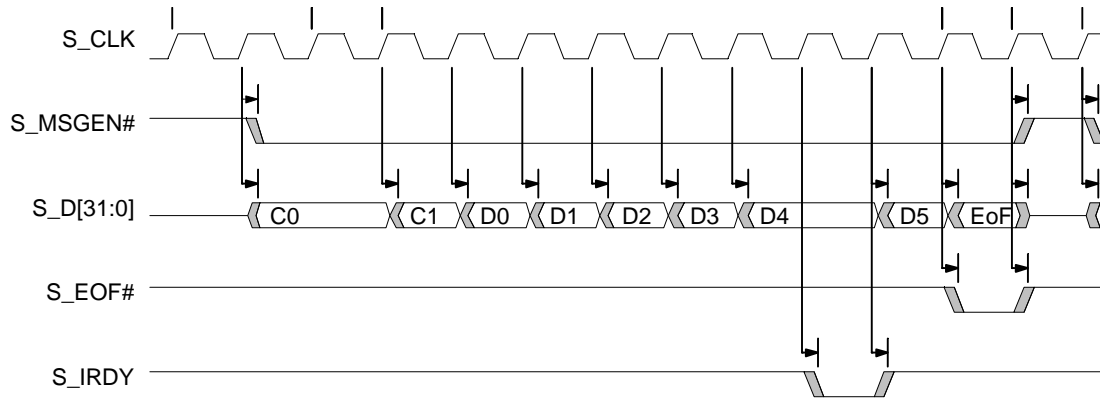 S_CLK
S_MSGEN#
S_D[31:0] C0 C1 D0 D1 D2 D3 D4 D5 EoF
S_EOF#
S_IRDY